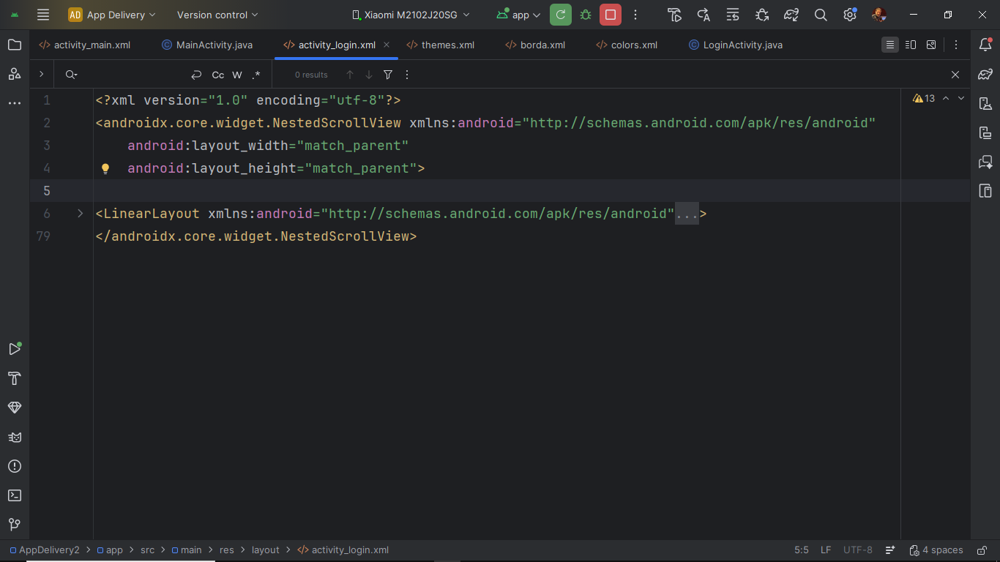 AD App Delivery Version control Xiaomi M2102J20SG app
activity_main.xml MainActivity.java activity_login.xml themes.xml borda.xml colors.xml LoginActivity.java
Cc W .* 0 results
1 <?xml version="1.0" encoding="utf-8"?> 13
2 <androidx.core.widget.NestedScrollView xmlns:android="http://schemas.android.com/apk/res/android"
3 android:layout_width="match_parent"
4 android:layout_height="match_parent">
5
6 <LinearLayout xmlns:android="http://schemas.android.com/apk/res/android"...>
79 </androidx.core.widget.NestedScrollView>
AppDelivery2 > app > src > main > res > layout > activity_login.xml 5:5 LF UTF-8 4 spaces